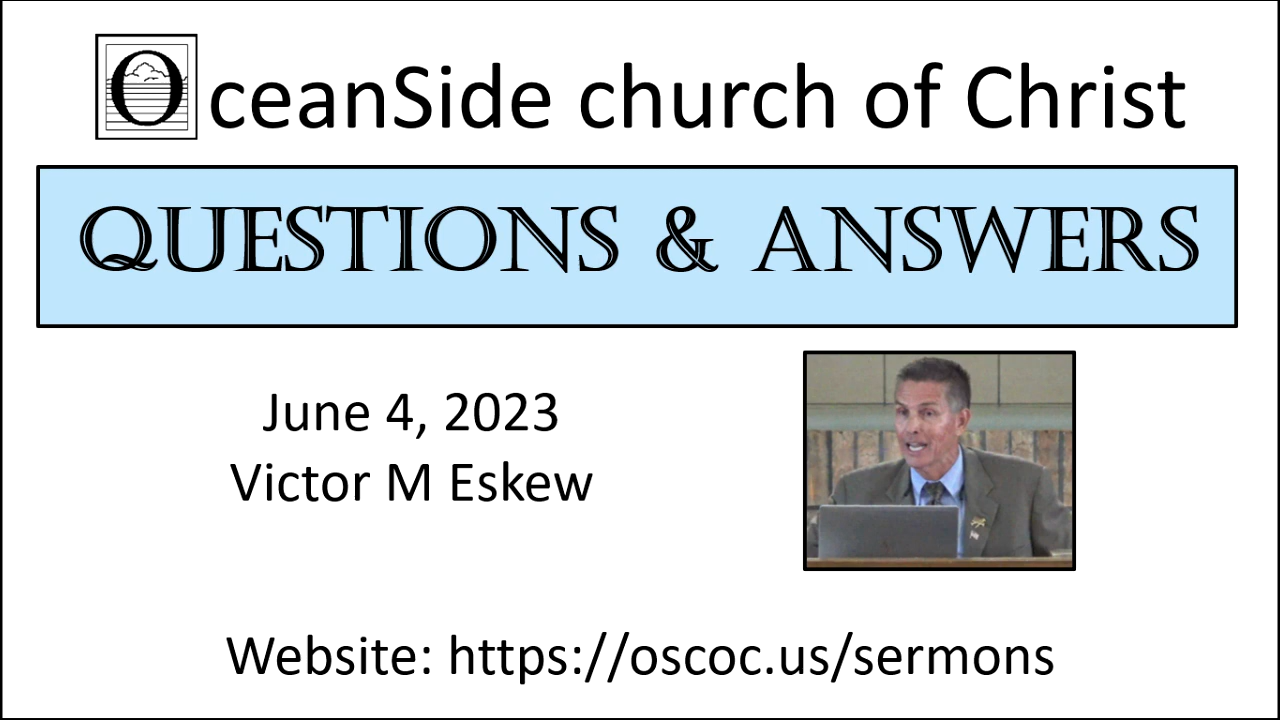 OceanSide church of Christ
QUESTIONS & ANSWERS
June 4, 2023
Victor M Eskew
Website: https://oscoc.us/sermons